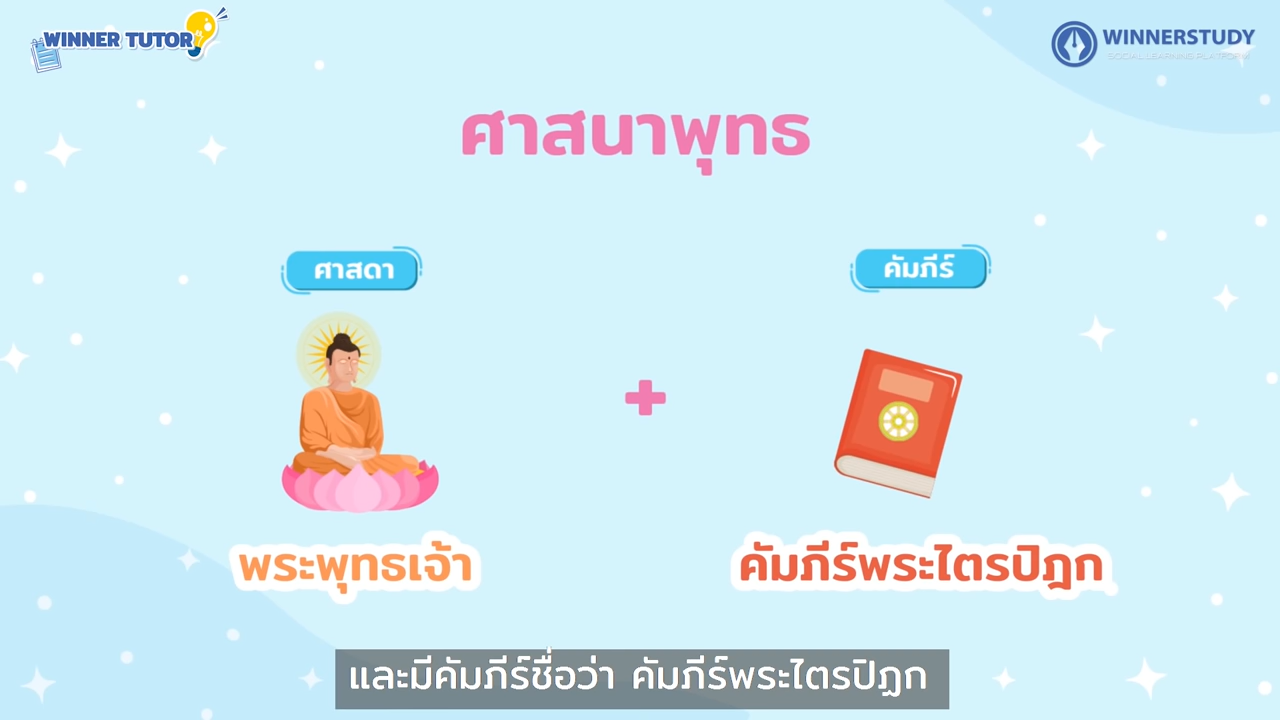 WINNER TUTOR
WINNERSTUDY
SOCIAL LEARNING PLATFORM
ศาสนาพุทธ
ศาสดา
คัมภีร์
พระพุทธเจ้า
คัมภีร์พระไตรปิฎก
และมีคัมภีร์ชื่อว่า คัมภีร์พระไตรปิฎก